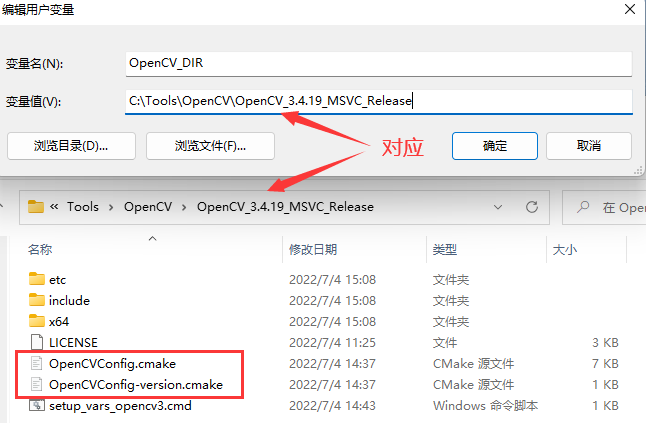 编辑用户变量
变量名(N):
OpenCV_DIR
变量值(V):
C:\Tools\OpenCV\OpenCV_3.4.19_MSVC_Release
浏览目录(D)...
浏览文件(F)...
对应
确定
取消
« Tools > OpenCV > OpenCV_3.4.19_MSVC_Release
在 Open
名称 修改日期 类型 大小
etc 2022/7/4 15:08 文件夹
include 2022/7/4 15:08 文件夹
x64 2022/7/4 15:08 文件夹
LICENSE 2022/7/4 11:25 文件 3 KB
OpenCVConfig.cmake 2022/7/4 14:37 CMake 源文件 7 KB
OpenCVConfig-version.cmake 2022/7/4 14:37 CMake 源文件 1 KB
setup_vars_opencv3.cmd 2022/7/4 14:43 Windows 命令脚本 1 KB